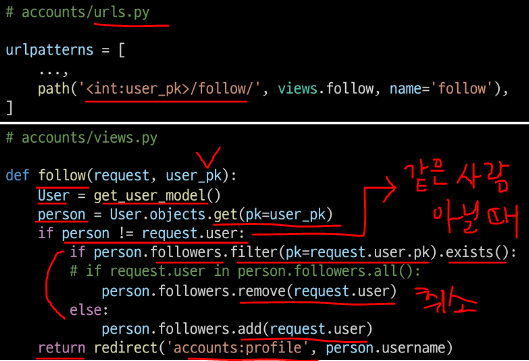 # accounts/urls.py
urlpatterns = [
    ...,
    path('<int:user_pk>/follow/', views.follow, name='follow'),
]
# accounts/views.py
def follow(request, user_pk):
    User = get_user_model()
    person = User.objects.get(pk=user_pk)
    if person != request.user:
        if person.followers.filter(pk=request.user.pk).exists():
        # if request.user in person.followers.all():
            person.followers.remove(request.user)
        else:
            person.followers.add(request.user)
    return redirect('accounts:profile', person.username)
같은 사람
아닐 때
취소